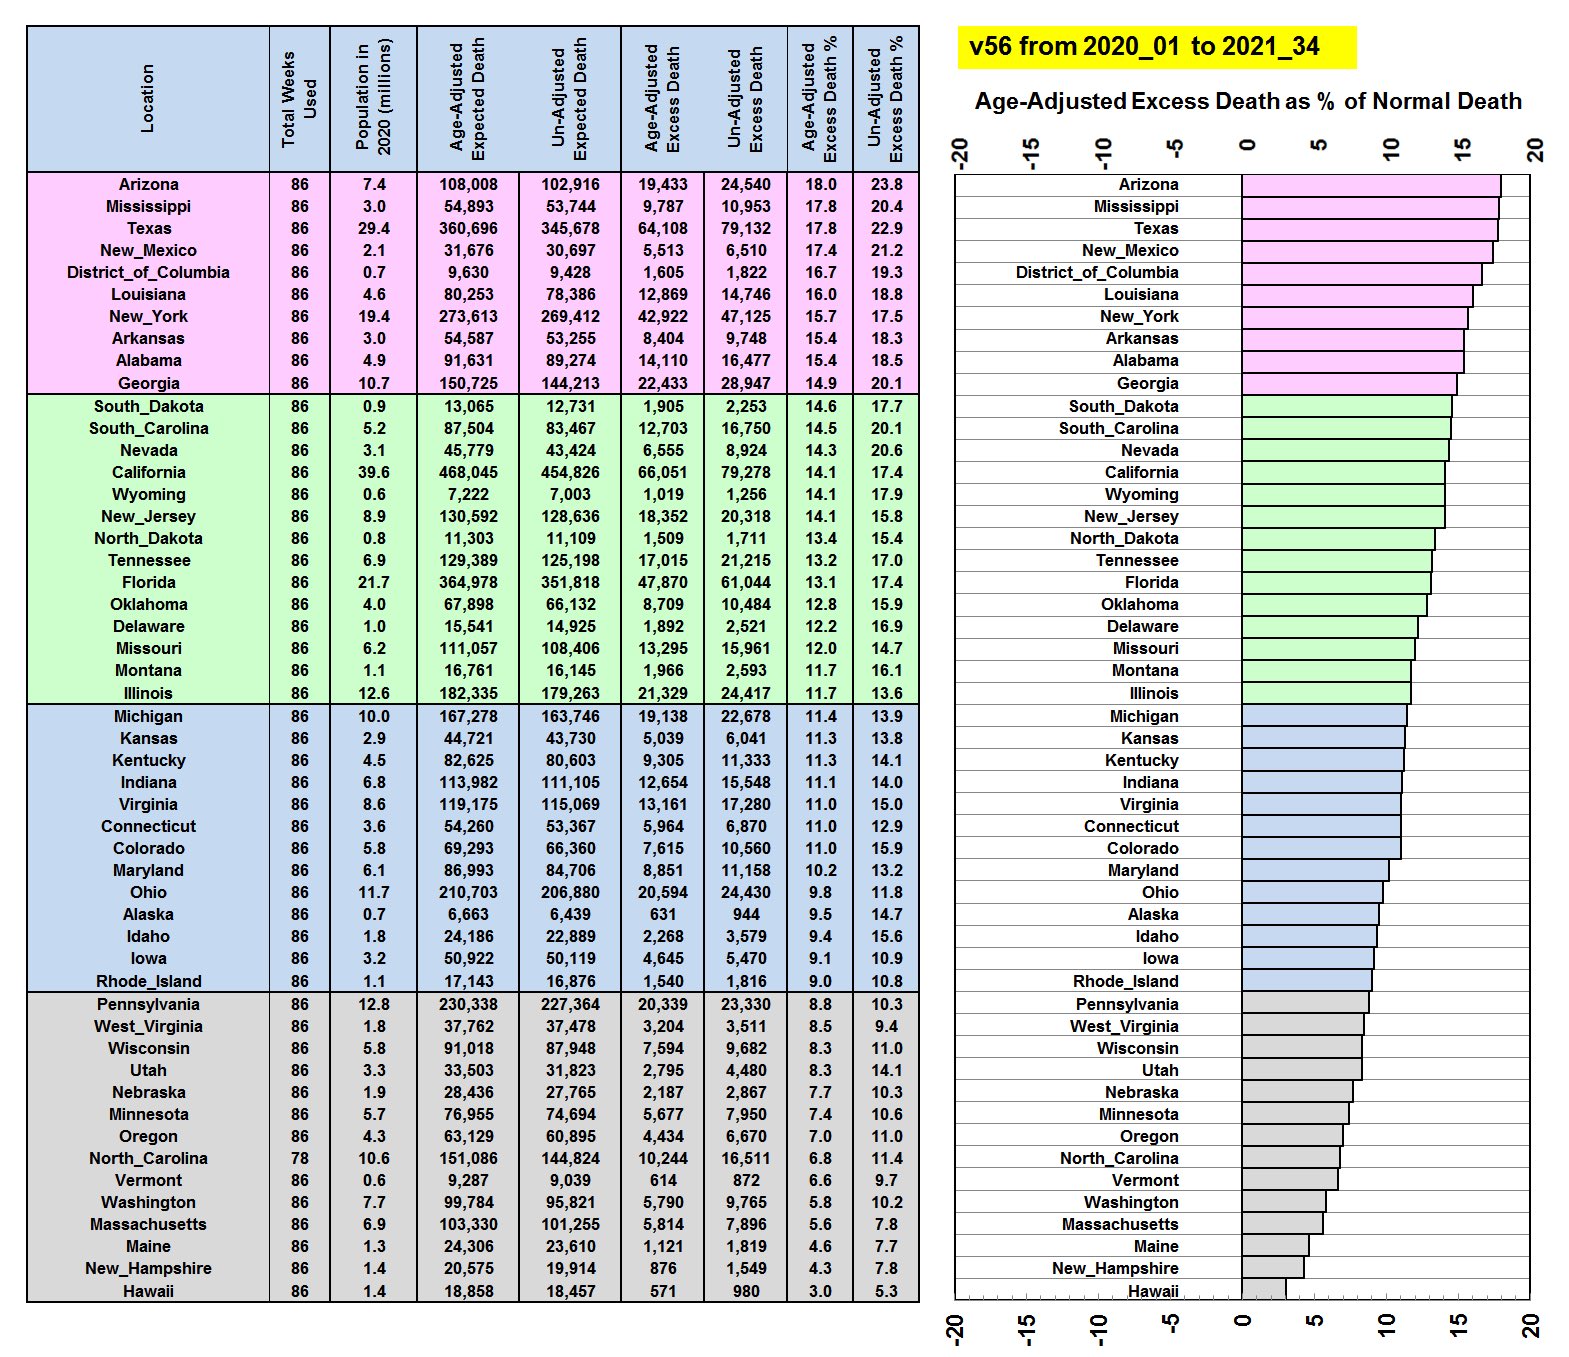 Location Total Weeks Used Population in 2020 (millions) Age-Adjusted Expected Death Un-Adjusted Expected Death Age-Adjusted Excess Death Un-Adjusted Excess Death Age-Adjusted Excess Death % Un-Adjusted Excess Death %
Arizona 86 7.4 108,008 102,916 19,433 24,540 18.0 23.8
Mississippi 86 3.0 54,893 53,744 9,787 10,953 17.8 20.4
Texas 86 29.4 360,696 345,678 64,108 79,132 17.8 22.9
New_Mexico 86 2.1 31,676 30,697 5,513 6,510 17.4 21.2
District_of_Columbia 86 0.7 9,630 9,428 1,605 1,822 16.7 19.3
Louisiana 86 4.6 80,253 78,386 12,869 14,746 16.0 18.8
New_York 86 19.4 273,613 269,412 42,922 47,125 15.7 17.5
Arkansas 86 3.0 54,587 53,255 8,404 9,748 15.4 18.3
Alabama 86 4.9 91,631 89,274 14,110 16,477 15.4 18.5
Georgia 86 10.7 150,725 144,213 22,433 28,947 14.9 20.1
South_Dakota 86 0.9 13,065 12,731 1,905 2,253 14.6 17.7
South_Carolina 86 5.2 87,504 83,467 12,703 16,750 14.5 20.1
Nevada 86 3.1 45,779 43,424 6,555 8,924 14.3 20.6
California 86 39.6 468,045 454,826 66,051 79,278 14.1 17.4
Wyoming 86 0.6 7,222 7,003 1,019 1,256 14.1 17.9
New_Jersey 86 8.9 130,592 128,636 18,352 20,318 14.1 15.8
North_Dakota 86 0.8 11,303 11,109 1,509 1,711 13.4 15.4
Tennessee 86 6.9 129,389 125,198 17,015 21,215 13.2 17.0
Florida 86 21.7 364,978 351,818 47,870 61,044 13.1 17.4
Oklahoma 86 4.0 67,898 66,132 8,709 10,484 12.8 15.9
Delaware 86 1.0 15,541 14,925 1,892 2,521 12.2 16.9
Missouri 86 6.2 111,057 108,406 13,295 15,961 12.0 14.7
Montana 86 1.1 16,761 16,145 1,966 2,593 11.7 16.1
Illinois 86 12.6 182,335 179,263 21,329 24,417 11.7 13.6
Michigan 86 10.0 167,278 163,746 19,138 22,678 11.4 13.9
Kansas 86 2.9 44,721 43,730 5,039 6,041 11.3 13.8
Kentucky 86 4.5 82,625 80,603 9,305 11,333 11.3 14.1
Indiana 86 6.8 113,982 111,105 12,654 15,548 11.1 14.0
Virginia 86 8.6 119,175 115,069 13,161 17,280 11.0 15.0
Connecticut 86 3.6 54,260 53,367 5,964 6,870 11.0 12.9
Colorado 86 5.8 69,293 66,360 7,615 10,560 11.0 15.9
Maryland 86 6.1 86,993 84,706 8,851 11,158 10.2 13.2
Ohio 86 11.7 210,703 206,880 20,594 24,430 9.8 11.8
Alaska 86 0.7 6,663 6,439 631 944 9.5 14.7
Idaho 86 1.8 24,186 22,889 2,268 3,579 9.4 15.6
Iowa 86 3.2 50,922 50,119 4,645 5,470 9.1 10.9
Rhode_Island 86 1.1 17,143 16,876 1,540 1,816 9.0 10.8
Pennsylvania 86 12.8 230,338 227,364 20,339 23,330 8.8 10.3
West_Virginia 86 1.8 37,762 37,478 3,204 3,511 8.5 9.4
Wisconsin 86 5.8 91,018 87,948 7,594 9,682 8.3 11.0
Utah 86 3.3 33,503 31,823 2,795 4,480 8.3 14.1
Nebraska 86 1.9 28,436 27,765 2,187 2,867 7.7 10.3
Minnesota 86 5.7 76,955 74,694 5,677 7,950 7.4 10.6
Oregon 86 4.3 63,129 60,895 4,434 6,670 7.0 11.0
North_Carolina 78 10.6 151,086 144,824 10,244 16,511 6.8 11.4
Vermont 86 0.6 9,287 9,039 614 872 6.6 9.7
Washington 86 7.7 99,784 95,821 5,790 9,765 5.8 10.2
Massachusetts 86 6.9 103,330 101,255 5,814 7,896 5.6 7.8
Maine 86 1.3 24,306 23,610 1,121 1,819 4.6 7.7
New_Hampshire 86 1.4 20,575 19,914 876 1,549 4.3 7.8
Hawaii 86 1.4 18,858 18,457 571 980 3.0 5.3
v56 from 2020_01 to 2021_34
Age-Adjusted Excess Death as % of Normal Death
-20 -15 -10 -5 0 5 10 15 20
Arizona
Mississippi
Texas
New_Mexico
District_of_Columbia
Louisiana
New_York
Arkansas
Alabama
Georgia
South_Dakota
South_Carolina
Nevada
California
Wyoming
New_Jersey
North_Dakota
Tennessee
Florida
Oklahoma
Delaware
Missouri
Montana
Illinois
Michigan
Kansas
Kentucky
Indiana
Virginia
Connecticut
Colorado
Maryland
Ohio
Alaska
Idaho
Iowa
Rhode_Island
Pennsylvania
West_Virginia
Wisconsin
Utah
Nebraska
Minnesota
Oregon
North_Carolina
Vermont
Washington
Massachusetts
Maine
New_Hampshire
Hawaii
-20 -15 -10 -5 0 5 10 15 20